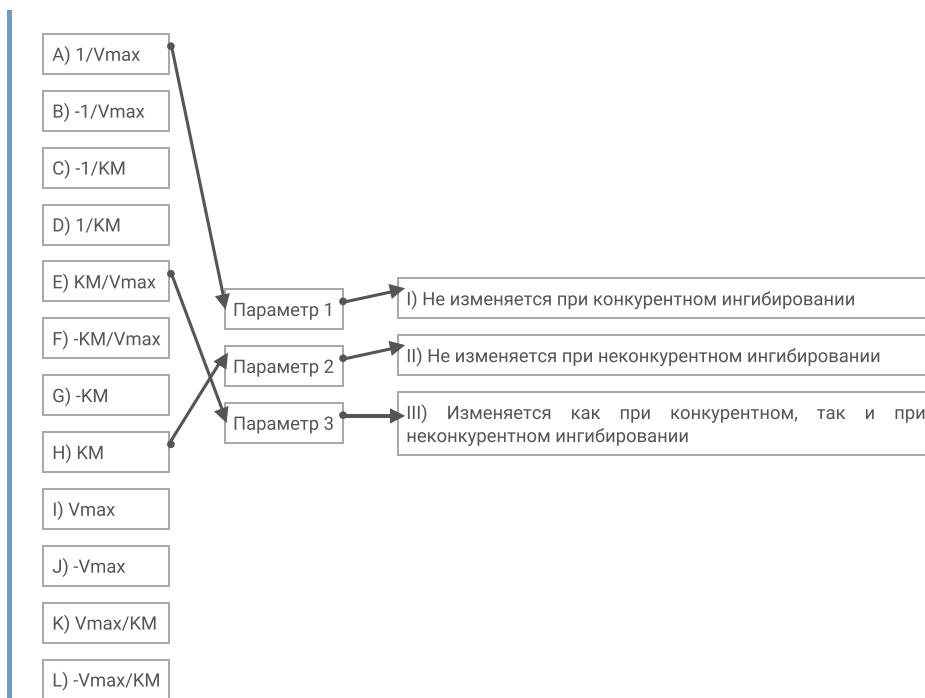 A) 1/Vmax
B) -1/Vmax
C) -1/KM
D) 1/KM
E) KM/Vmax
F) -KM/Vmax
G) -KM
H) KM
I) Vmax
J) -Vmax
K) Vmax/KM
L) -Vmax/KM
Параметр 1
Параметр 2
Параметр 3
I) Не изменяется при конкурентном ингибировании
II) Не изменяется при неконкурентном ингибировании
III) Изменяется как при конкурентном, так и при
неконкурентном ингибировании